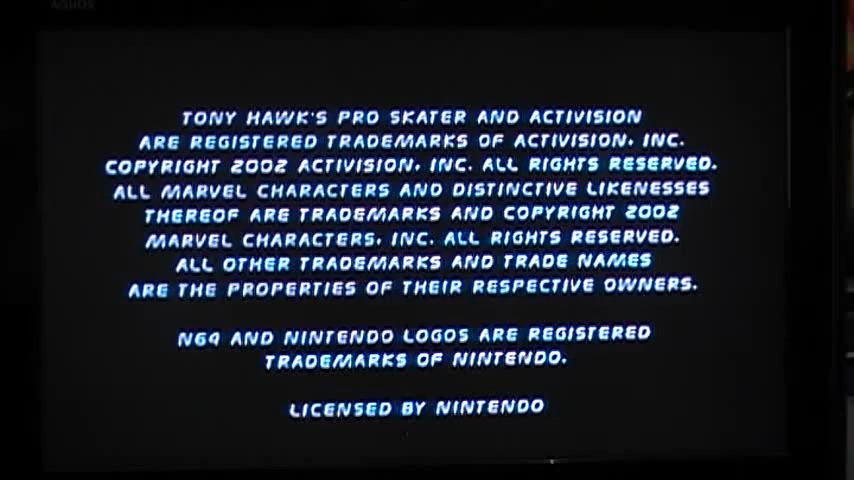 TONY HAWK'S PRO SKATER AND ACTIVISION
ARE REGISTERED TRADEMARKS OF ACTIVISION, INC.
COPYRIGHT 2002 ACTIVISION, INC. ALL RIGHTS RESERVED.
ALL MARVEL CHARACTERS AND DISTINCTIVE LIKENESSES
THEREOF ARE TRADEMARKS AND COPYRIGHT 2002
MARVEL CHARACTERS, INC. ALL RIGHTS RESERVED.
ALL OTHER TRADEMARKS AND TRADE NAMES
ARE THE PROPERTIES OF THEIR RESPECTIVE OWNERS.
N64 AND NINTENDO LOGOS ARE REGISTERED
TRADEMARKS OF NINTENDO.
LICENSED BY NINTENDO